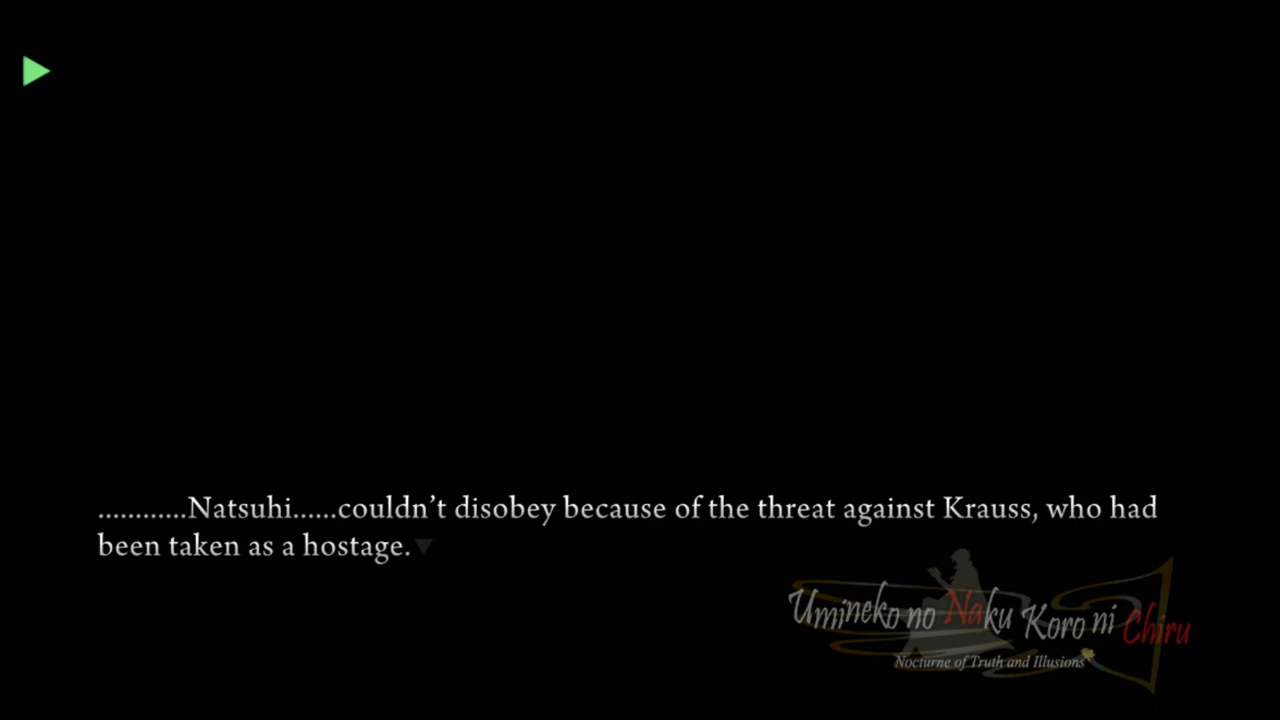 ............Natsuhi......couldn’t disobey because of the threat against Krauss, who had
been taken as a hostage.
Umineko no Naku Koro ni Chiru
Nocturne of Truth and Illusions